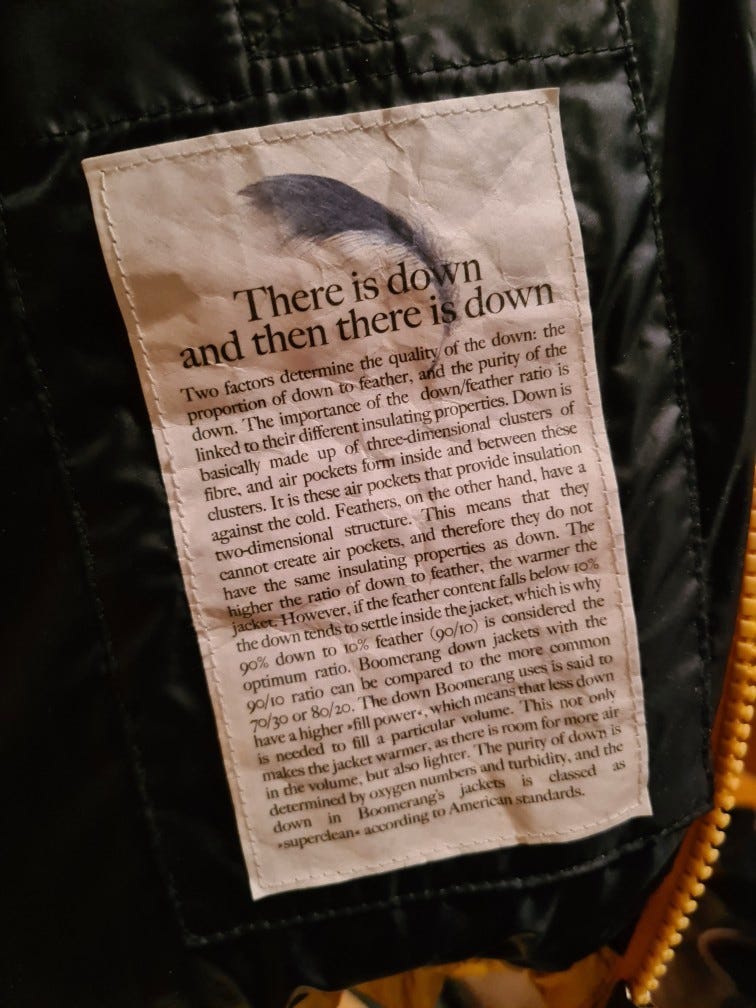 There is down
and then there is down
Two factors determine the quality of the down: the
proportion of down to feather, and the purity of the
down. The importance of the down/feather ratio is
linked to their different insulating properties. Down is
basically made up of three-dimensional clusters of
fibre, and air pockets form inside and between these
clusters. It is these air pockets that provide insulation
against the cold. Feathers, on the other hand, have a
two-dimensional structure. This means that they
cannot create air pockets, and therefore they do not
have the same insulating properties as down. The
higher the ratio of down to feather, the warmer the
jacket. However, if the feather content falls below 10%
the down tends to settle inside the jacket, which is why
90% down to 10% feather (90/10) is considered the
optimum ratio. Boomerang down jackets with the
90/10 ratio can be compared to the more common
70/30 or 80/20. The down Boomerang uses is said to
have a higher »fill power«, which means that less down
is needed to fill a particular volume. This not only
makes the jacket warmer, as there is room for more air
in the volume, but also lighter. The purity of down is
determined by oxygen numbers and turbidity, and the
down in Boomerang's jackets is classed as
»superclean« according to American standards.